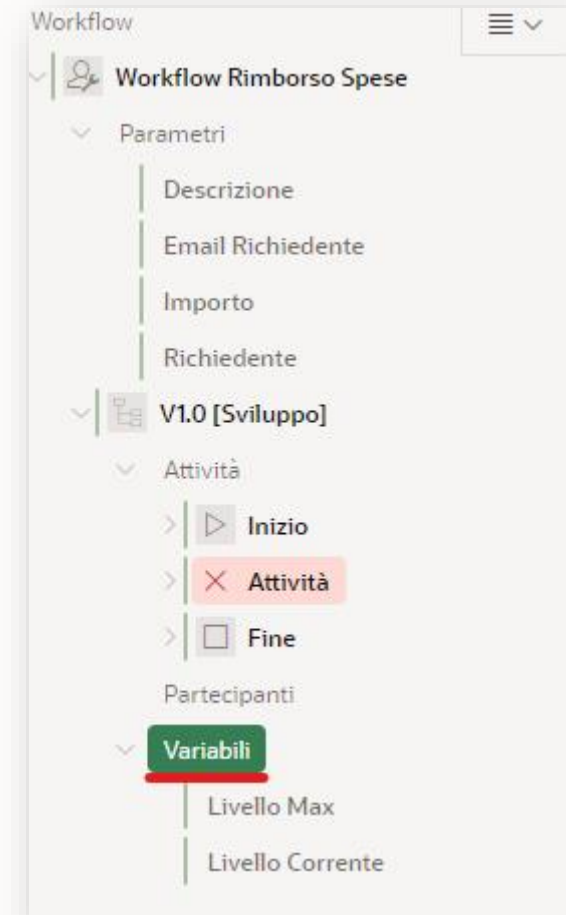 Workflow
Workflow Rimborso Spese
Parametri
Descrizione
Email Richiedente
Importo
Richiedente
V1.0 [Sviluppo]
Attività
Inizio
Attività
Fine
Partecipanti
Variabili
Livello Max
Livello Corrente